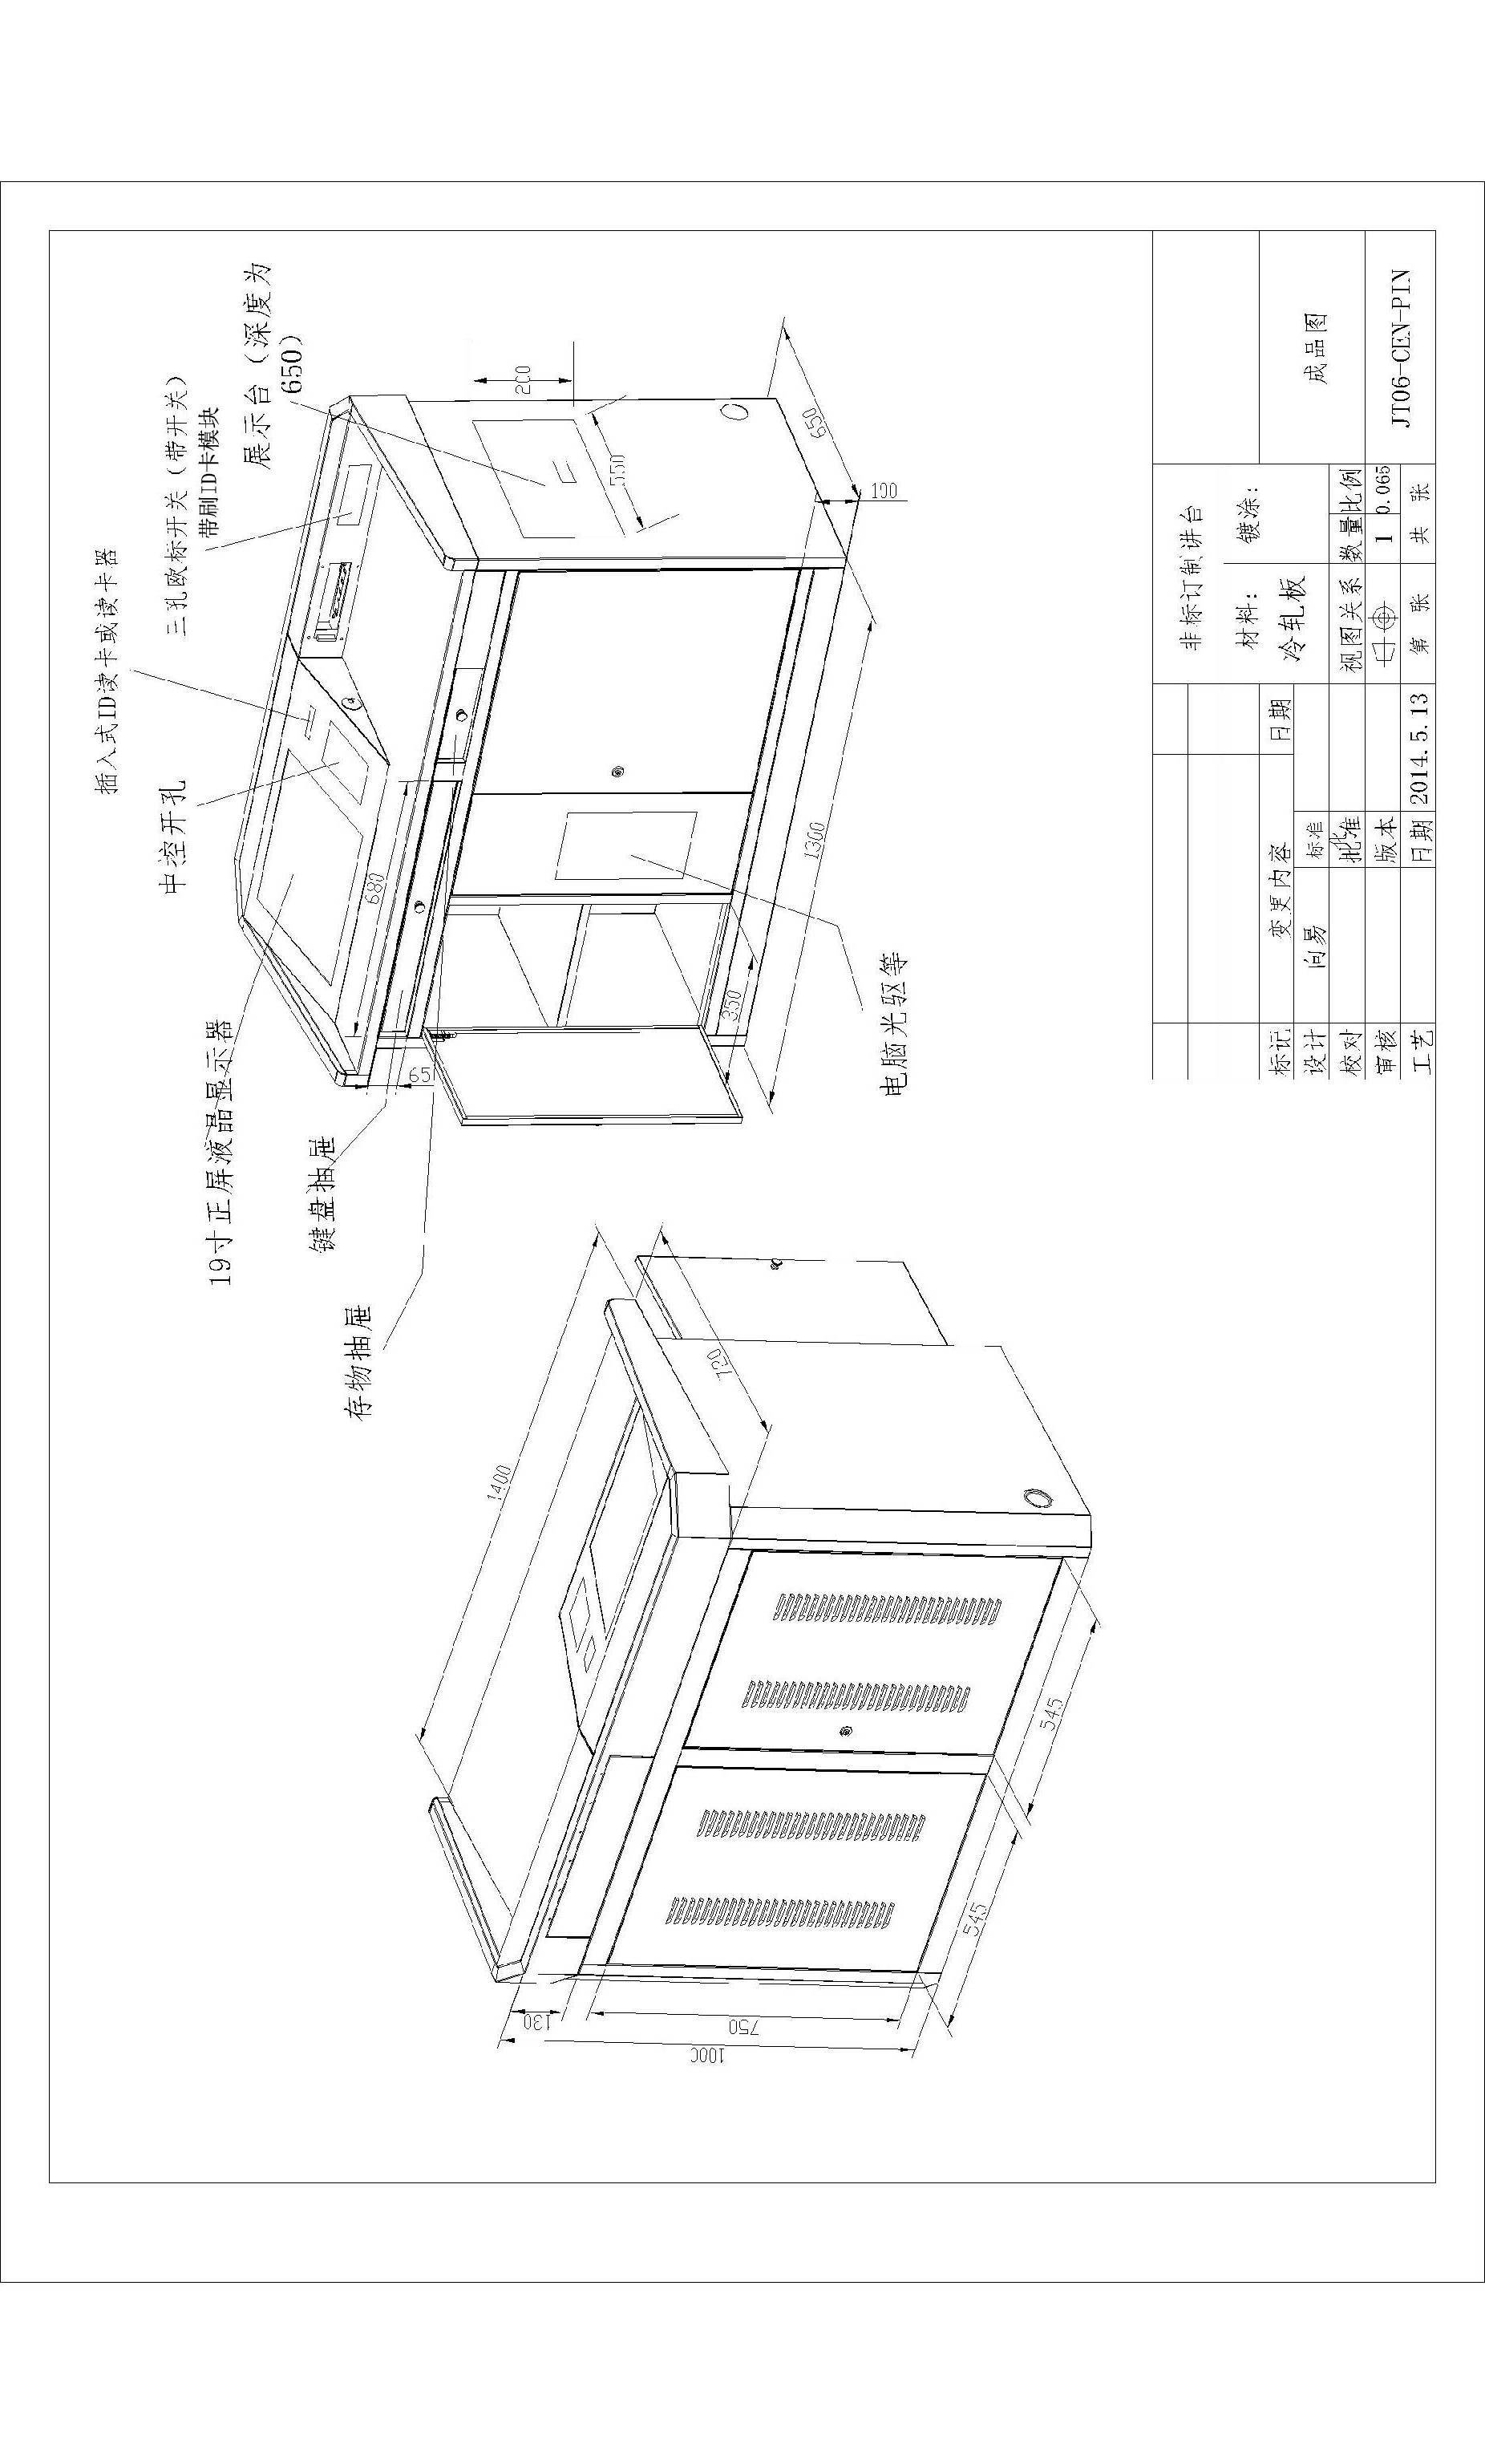 插入式ID读卡或读卡器
三孔欧标开关（带开关）
带刷ID卡模块
中控开孔
展示台（深度为
650）
19寸正屏液晶显示器
键盘抽屉
存物抽屉
电脑光驱等
200
550
650
100
1300
680
350
65
1400
720
545
545
130
750
1000
非标订制讲台
材料：
镀涂：
冷轧板
成品图
标记
变更内容
日期
设计
向易
标准
校对
批准
视图关系
数量
比例
审核
版本
1
0.065
JT06-CEN-PIN
工艺
日期
2014.5.13
第 张
共 张